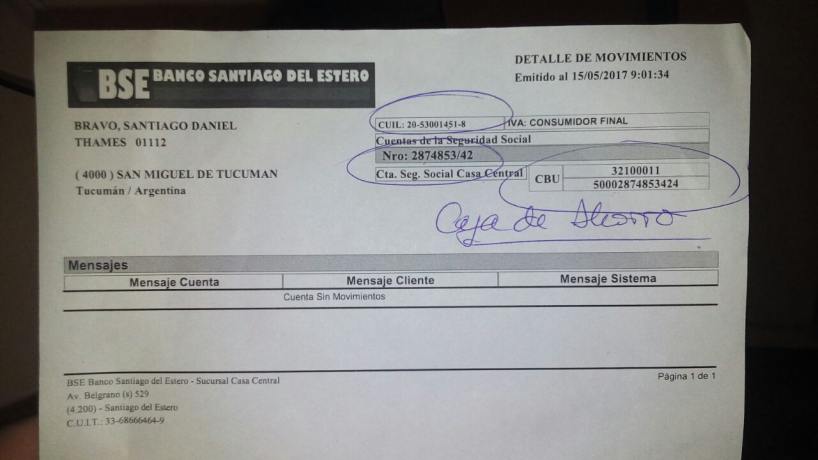 BSE BANCO SANTIAGO DEL ESTERO
DETALLE DE MOVIMIENTOS
Emitido al 15/05/2017 9:01:34
BRAVO, SANTIAGO DANIEL
THAMES 01112
( 4000 ) SAN MIGUEL DE TUCUMAN
Tucumán / Argentina
CUIL: 20-53001451-8 IVA: CONSUMIDOR FINAL
Cuentas de la Seguridad Social
Nro: 2874853/42
Cta. Seg. Social Casa Central
CBU 32100011
50002874853424
Caja de Ahorro
Mensajes
Mensaje Cuenta Mensaje Cliente Mensaje Sistema
Cuenta Sin Movimientos
BSE Banco Santiago del Estero - Sucursal Casa Central
Av. Belgrano (s) 529
(4.200) - Santiago del Estero
C.U.I.T.: 33-68666464-9
Página 1 de 1